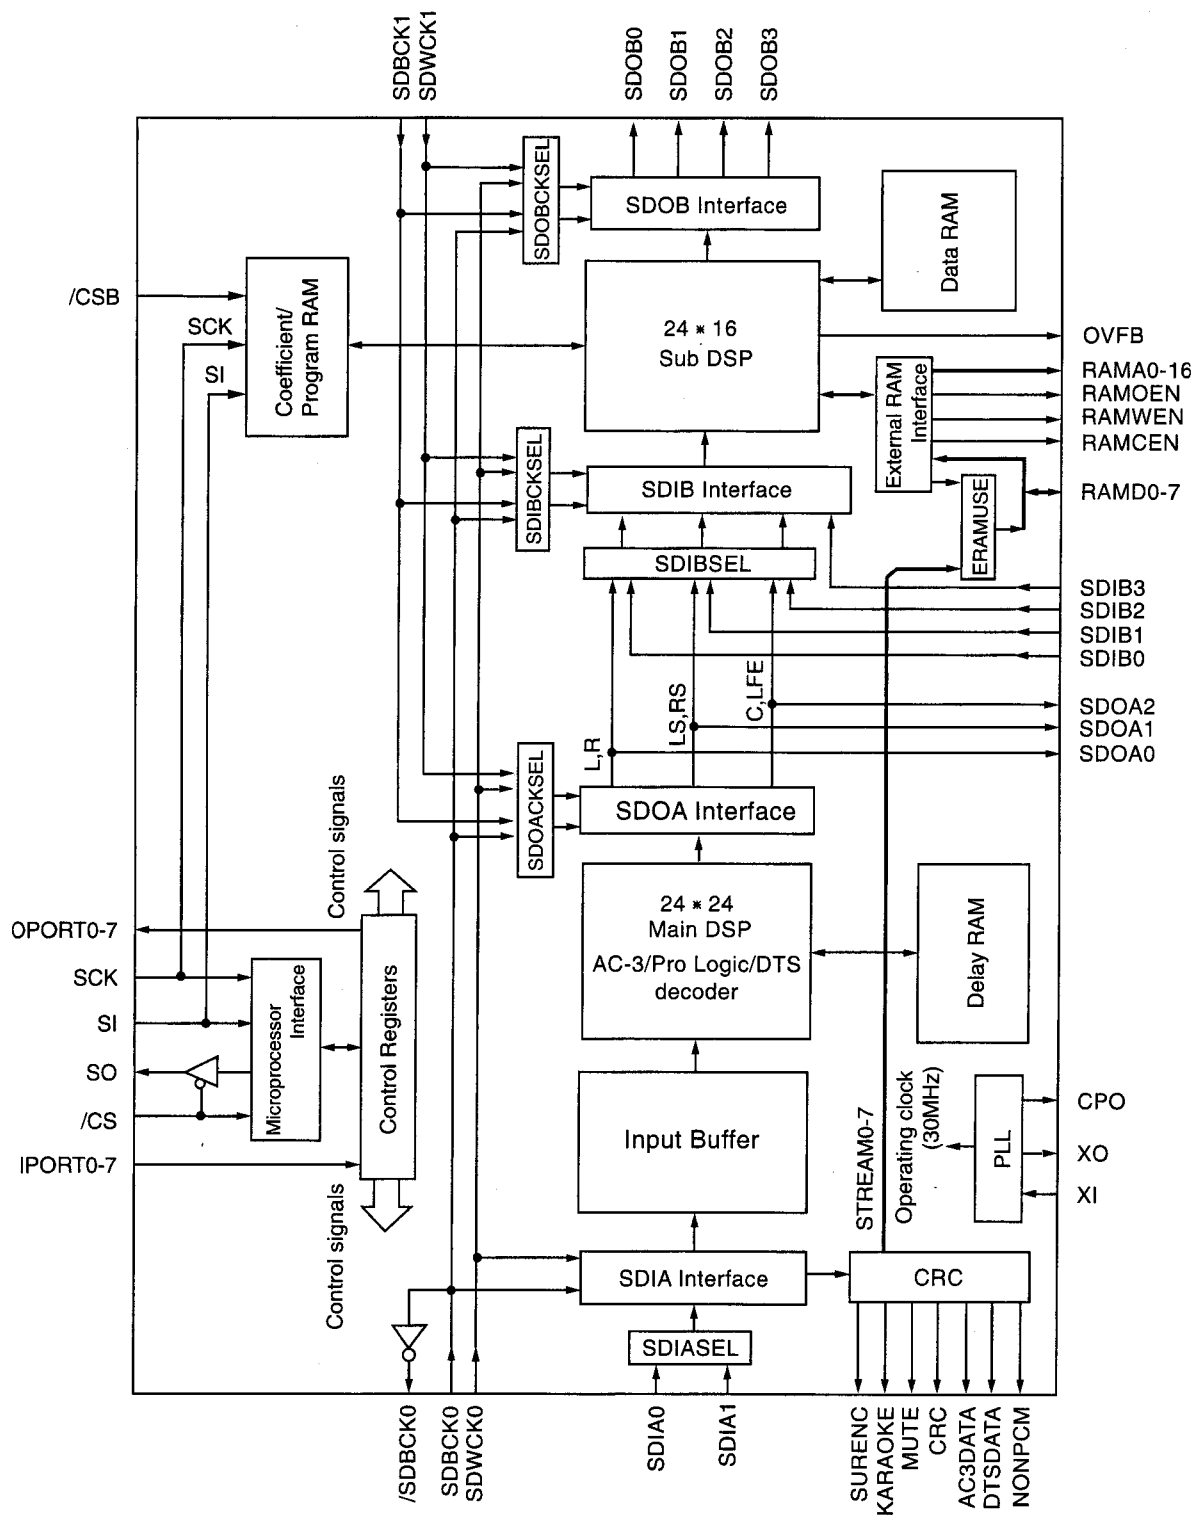 SDBCK1
SDWCK1
SDOB0
SDOB1
SDOB2
SDOB3
SDOBCKSEL
SDOB Interface
Data RAM
/CSB
SCK
SI
Coefficient/
Program RAM
24 * 16
Sub DSP
OVFB
External RAM
Interface
RAMA0-16
RAMOEN
RAMWEN
RAMCEN
RAMD0-7
ERAMUSE
SDIBCKSEL
SDIB Interface
SDIBSEL
SDIB3
SDIB2
SDIB1
SDIB0
L,R
LS,RS
C,LFE
SDOA2
SDOA1
SDOA0
SDOACKSEL
SDOA Interface
Control signals
24 * 24
Main DSP
AC-3/Pro Logic/DTS
decoder
Delay RAM
OPORT0-7
SCK
SI
SO
/CS
IPORT0-7
Microprocessor
Interface
Control Registers
Control signals
Input Buffer
STREAM0-7
Operating clock
(30MHz)
PLL
CPO
XO
XI
SDIA Interface
CRC
SDIASEL
/SDBCK0
SDBCK0
SDWCK0
SDIA0
SDIA1
SURENC
KARAOKE
MUTE
CRC
AC3DATA
DTSDATA
NONPCM